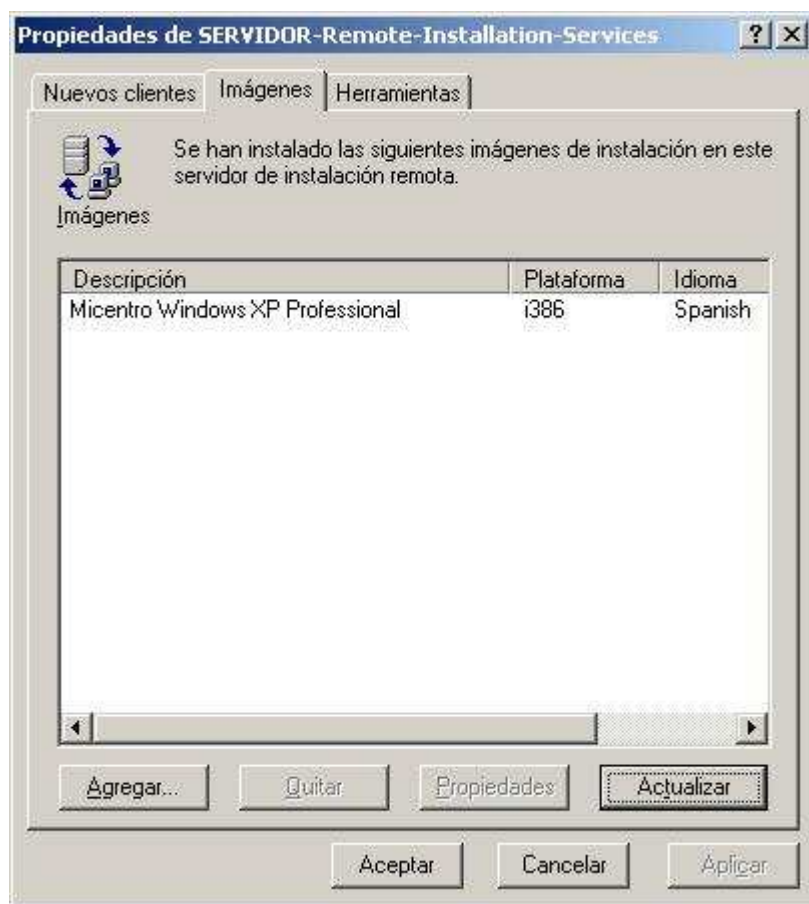 Propiedades de SERVIDOR-Remote-Installation-Services
Nuevos clientes Imágenes Herramientas
Se han instalado las siguientes imágenes de instalación en este
servidor de instalación remota.
Imágenes
Descripción Plataforma Idioma
Micentro Windows XP Professional i386 Spanish
Agregar... Quitar Propiedades Actualizar
Aceptar Cancelar Aplicar